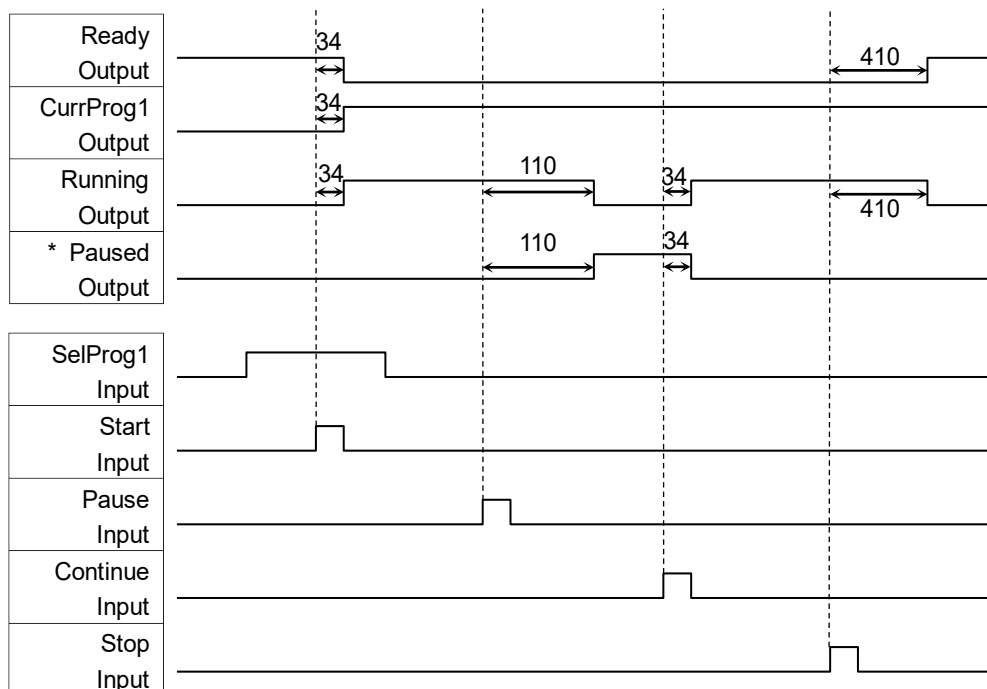 Ready
34
Output
410
CurrProg1
34
Output
Running
34
110
34
Output
410
* Paused
110
34
Output
SelProg1
Input
Start
Input
Pause
Input
Continue
Input
Stop
Input